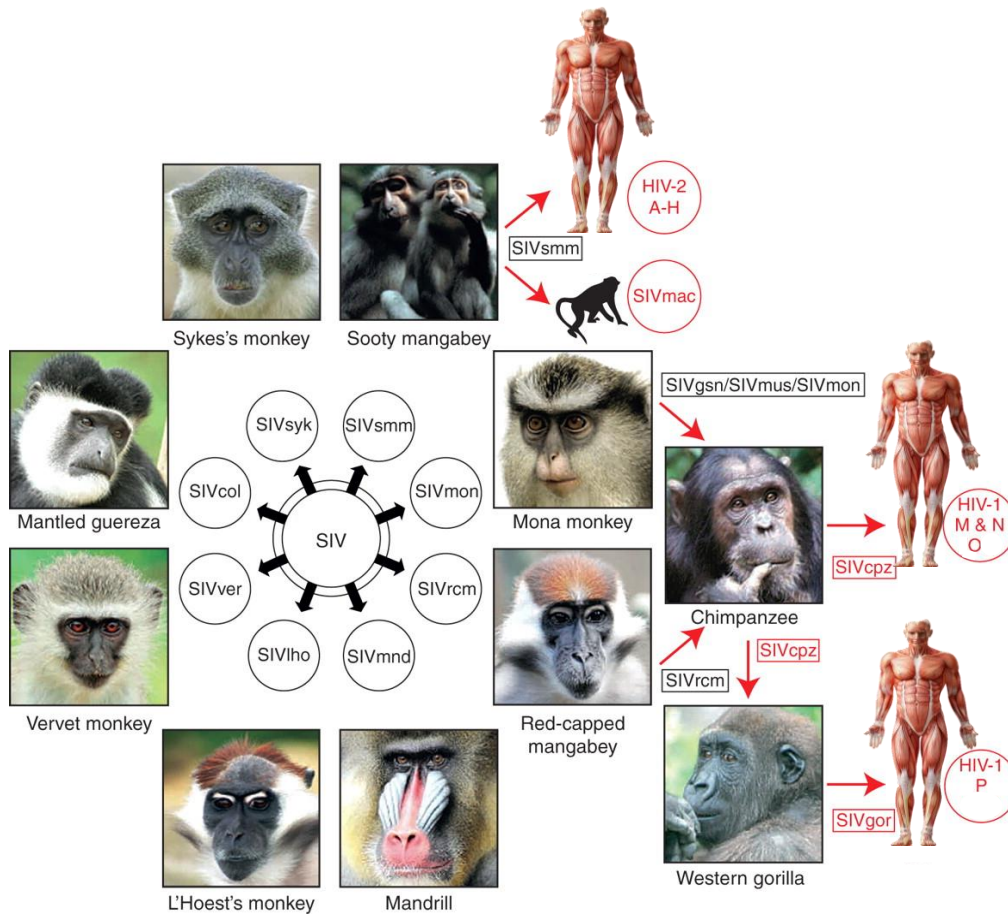 HIV-2
A-H
SIVsmm
SIVmac
Sykes's monkey
Sooty mangabey
SIVgsn/SIVmus/SIVmon
SIVsyk
SIVsmm
SIVcol
SIVmon
Mantled guereza
Mona monkey
SIV
HIV-1
M & N
O
SIVcpz
SIVver
SIVrcm
Chimpanzee
SIVlho
SIVmnd
SIVcpz
SIVrcm
Vervet monkey
Red-capped
mangabey
HIV-1
P
SIVgor
L'Hoest's monkey
Mandrill
Western gorilla